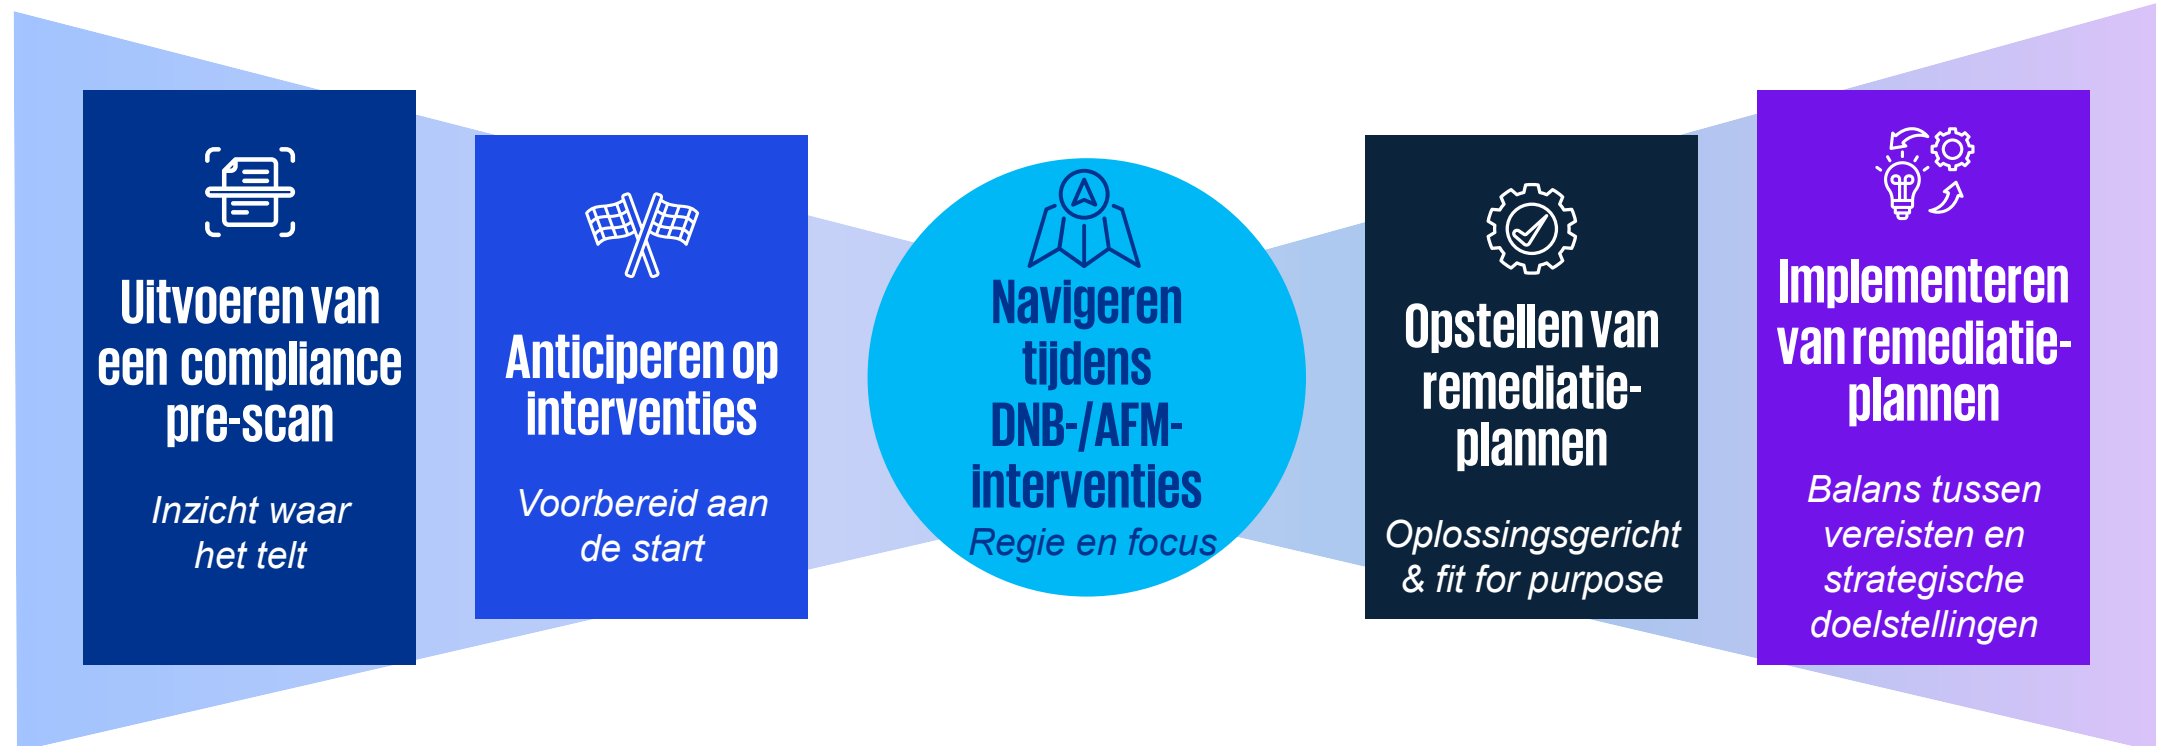 Uitvoeren van
een compliance
pre-scan
Inzicht waar
het telt
Anticiperen op
interventies
Voorbereid aan
de start
Navigeren
tijdens
DNB-/AFM-
interventies
Regie en focus
Opstellen van
remediatie-
plannen
Oplossingsgericht
& fit for purpose
Implementeren
van remediatie-
plannen
Balans tussen
vereisten en
strategische
doelstellingen